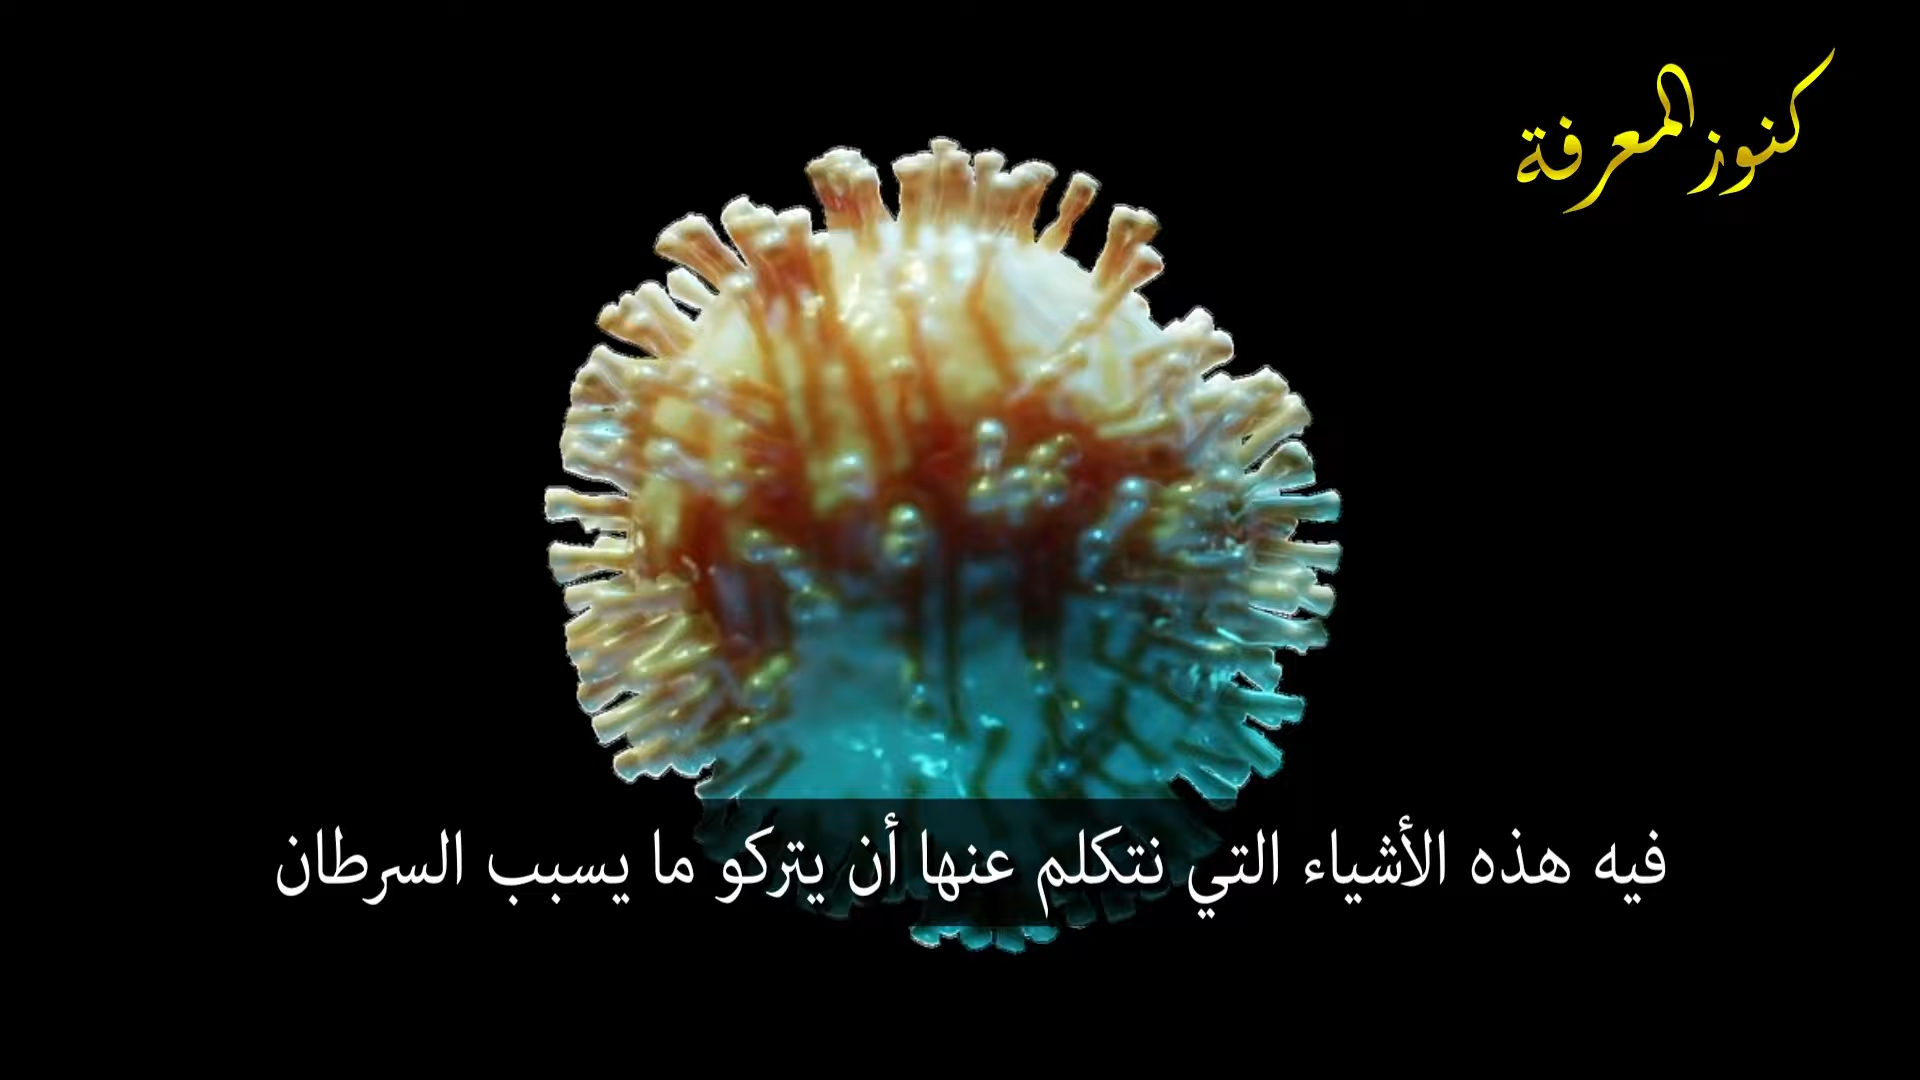 كنوز المعرفة
فيه هذه الأشياء التي نتكلم عنها أن يتركو ما يسبب السرطان